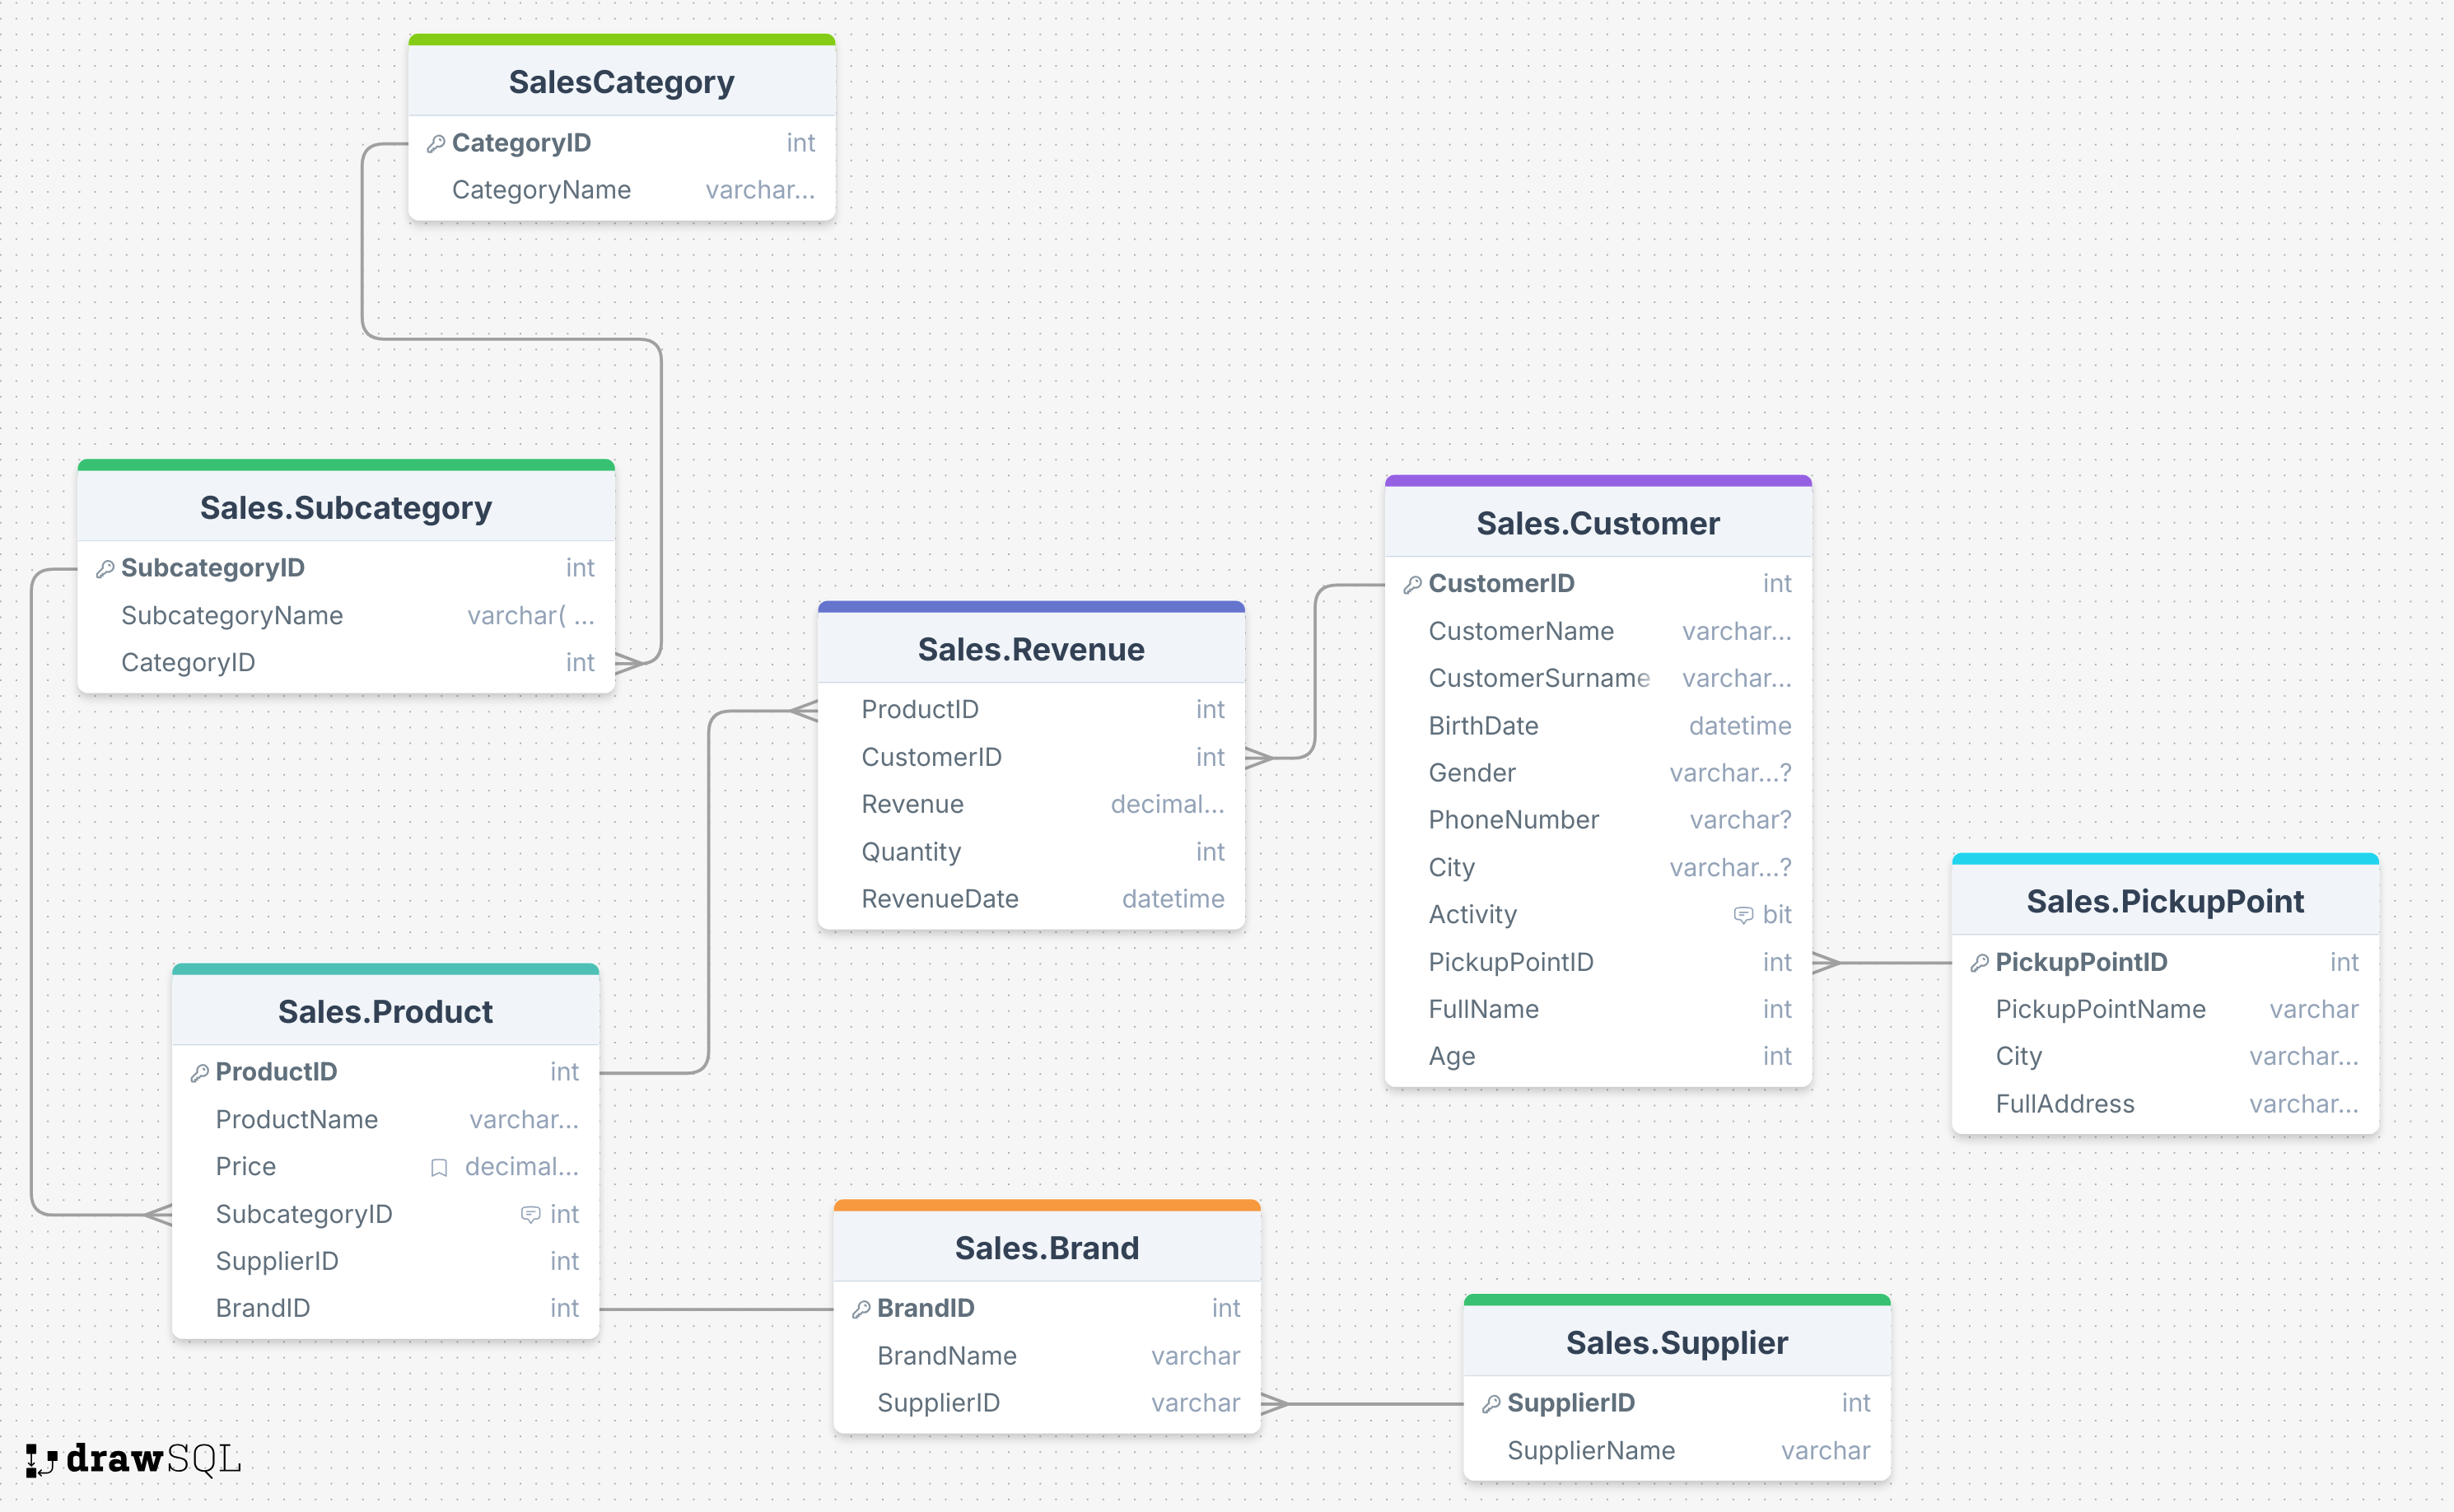 SalesCategory
CategoryID int
CategoryName varchar...
Sales.Subcategory
SubcategoryID int
SubcategoryName varchar( ...
CategoryID int
Sales.Revenue
ProductID int
CustomerID int
Revenue decimal...
Quantity int
RevenueDate datetime
Sales.Customer
CustomerID int
CustomerName varchar...
CustomerSurname varchar...
BirthDate datetime
Gender varchar...?
PhoneNumber varchar?
City varchar...?
Activity bit
PickupPointID int
FullName int
Age int
Sales.PickupPoint
PickupPointID int
PickupPointName varchar
City varchar...
FullAddress varchar...
Sales.Product
ProductID int
ProductName varchar...
Price decimal...
SubcategoryID int
SupplierID int
BrandID int
Sales.Brand
BrandID int
BrandName varchar
SupplierID varchar
Sales.Supplier
SupplierID int
SupplierName varchar
drawSQL